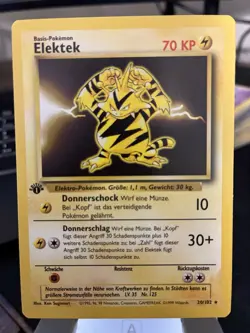 Basis-Pokémon
Elektek 70 KP
Elektro-Pokémon. Größe: 1,1 m, Gewicht: 30 kg.
Donnerschock Wirf eine Münze.
Bei „Kopf" ist das verteidigende 10
Pokémon gelähmt.
Donnerschlag Wirf eine Münze. Bei
„Kopf" fügt dieser Angriff 30 Schadenspunkte
plus weitere 10 Schadenspunkte zu; bei „Zahl" fügt dieser 30+
Angriff 30 Schadenspunkte zu und Elektek fügt sich selbst
10 Schadenspunkte zu.
Schwäche Resistenz Rückzugskosten
Normalerweise in der Nähe von Kraftwerken zu finden. In Städten kann es
größere Stromausfälle verursachen. LV. 35 Nr. 125
Illus. Ken Sugimori 20/102 ★